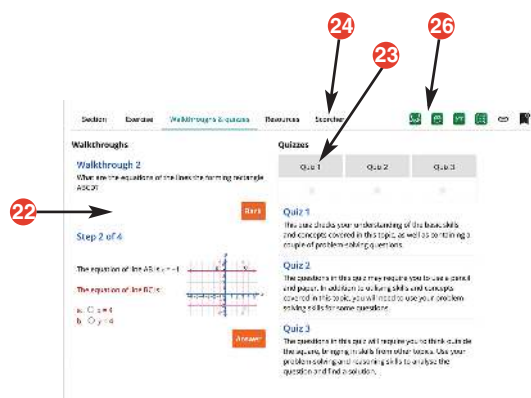 24
23
26
Section Exercise Walkthroughs & quizzes Resources Scorcher
Walkthroughs
Walkthrough 2
What are the equations of the lines the forming rectangle
ABCD?
22
Back
Step 2 of 4
The equation of line AB is y = −1
The equation of line BC is:
a. x = 4
b. y = 4
Answer
Quizzes
Quiz 1 Quiz 2 Quiz 3
Quiz 1
This quiz checks your understanding of the basic skills
and concepts covered in this topic, as well as containing a
couple of problem-solving questions.
Quiz 2
The questions in this quiz may require you to use a pencil
and paper. In addition to utilising skills and concepts
covered in this topic, you will need to use your problem-
solving skills for some questions.
Quiz 3
The questions in this quiz will require you to think outside
the square, bringing in skills from other topics. Use your
problem-solving and reasoning skills to analyse the
question and find a solution.